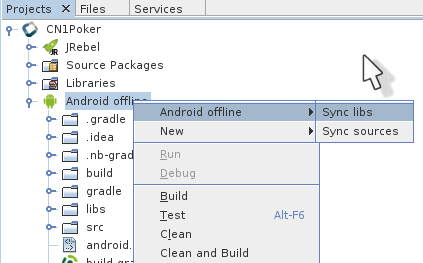 Projects Files Services
CN1Poker
JRebel
Source Packages
Libraries
Android offline
Android offline Sync libs
.gradle
New Sync sources
.idea
.nb-grad
Run
build
Debug
gradle
Build
libs
Test Alt-F6
src
Clean
android.
Clean and Build
build.gra